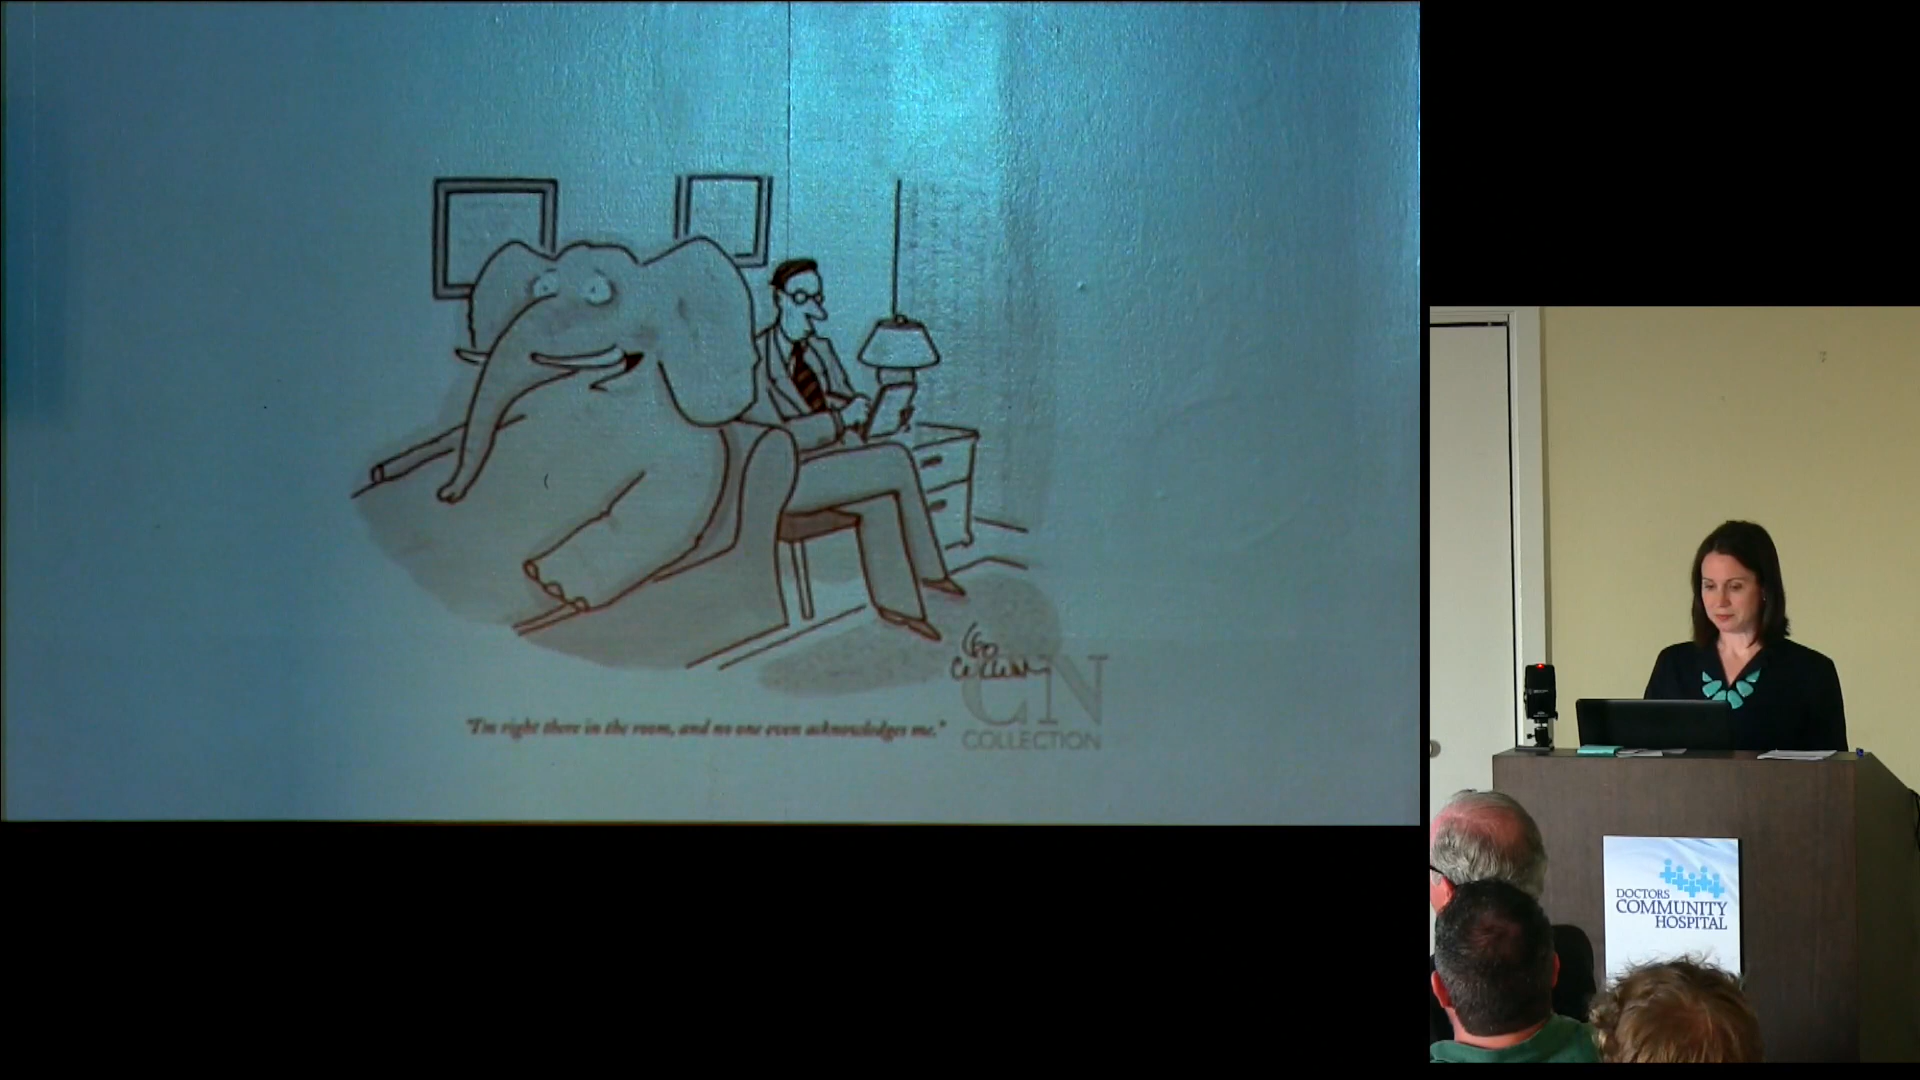 "I'm right there in the room, and no one even acknowledges me."
CN
COLLECTION
DOCTORS
COMMUNITY
HOSPITAL